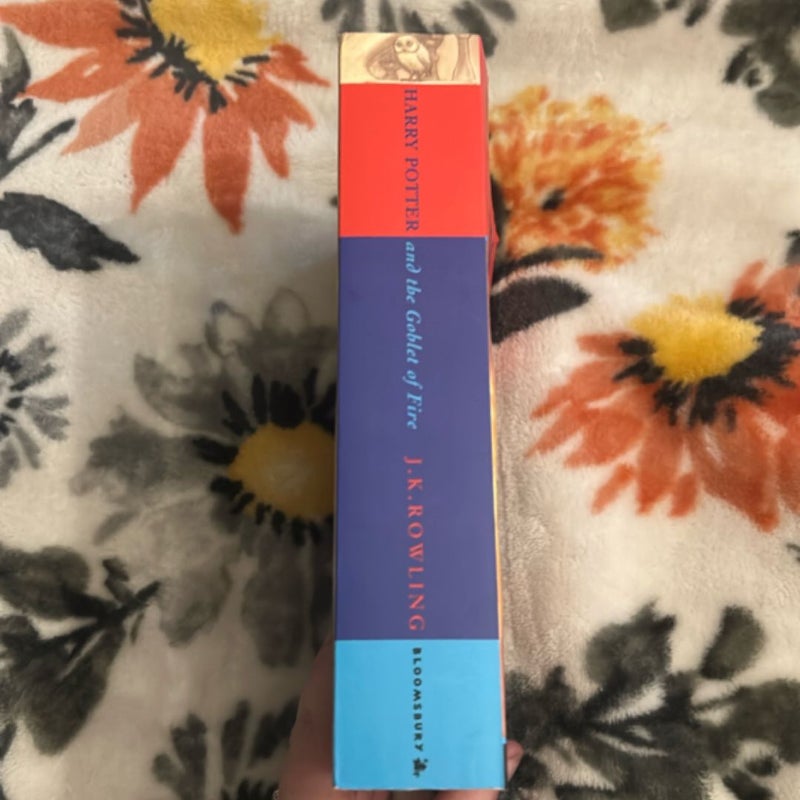 HARRY POTTER and the Goblet of Fire J.K.ROWLING BLOOMSBURY